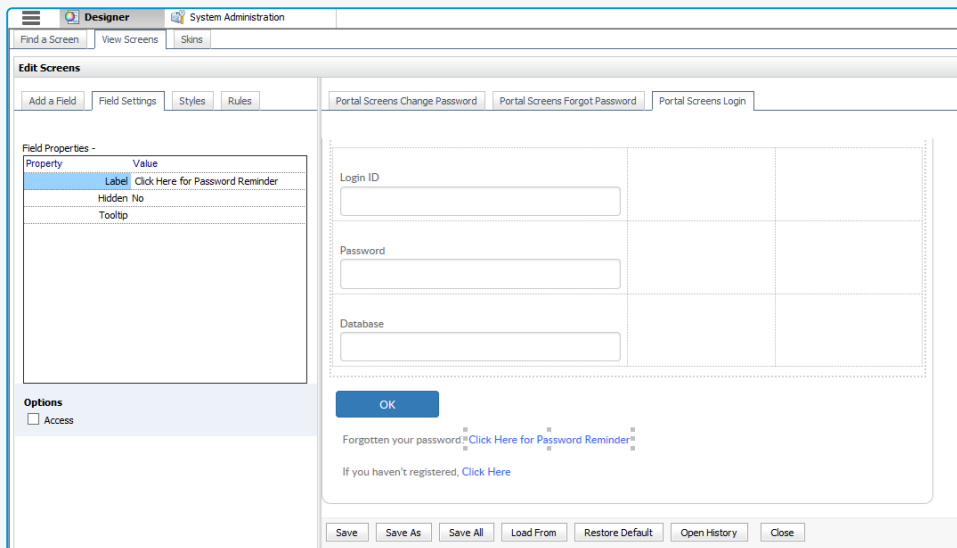 Designer System Administration
Find a Screen View Screens Skins
Edit Screens
Add a Field Field Settings Styles Rules
Field Properties -
Property Value
Label Click Here for Password Reminder
Hidden No
Tooltip
Options
Access
Portal Screens Change Password Portal Screens Forgot Password Portal Screens Login
Login ID
Password
Database
OK
Forgotten your password, Click Here for Password Reminder
If you haven't registered, Click Here
Save Save As Save All Load From Restore Default Open History Close